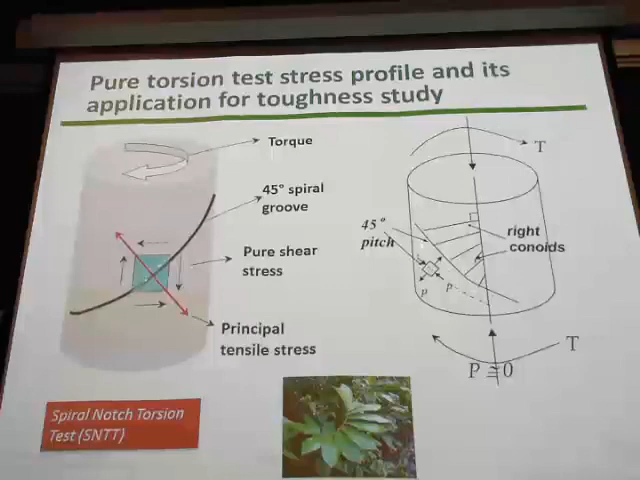 Pure torsion test stress profile and its
application for toughness study
Torque
45° spiral
groove
Pure shear
stress
Principal
tensile stress
Spiral Notch Torsion
Test (SNTT)
T
45°
pitch
right
conoids
p
p
T
P ≅ 0